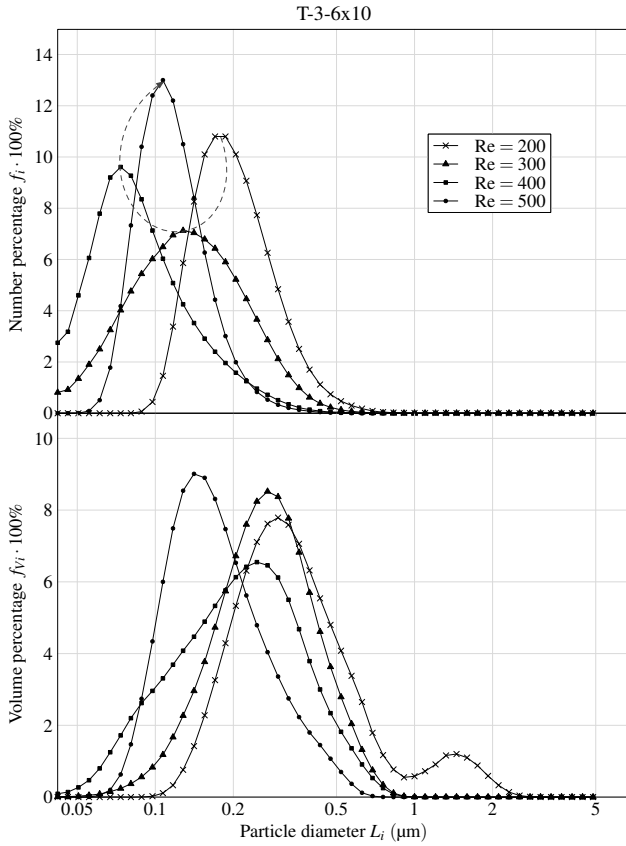 T-3-6x10
14
12
10
8
6
4
2
0
Number percentage f_i · 100%
Re = 200
Re = 300
Re = 400
Re = 500
10
8
6
4
2
0
Volume percentage f_{Vi} · 100%
0.05 0.1 0.2 0.5 1 2 5
Particle diameter L_i (µm)